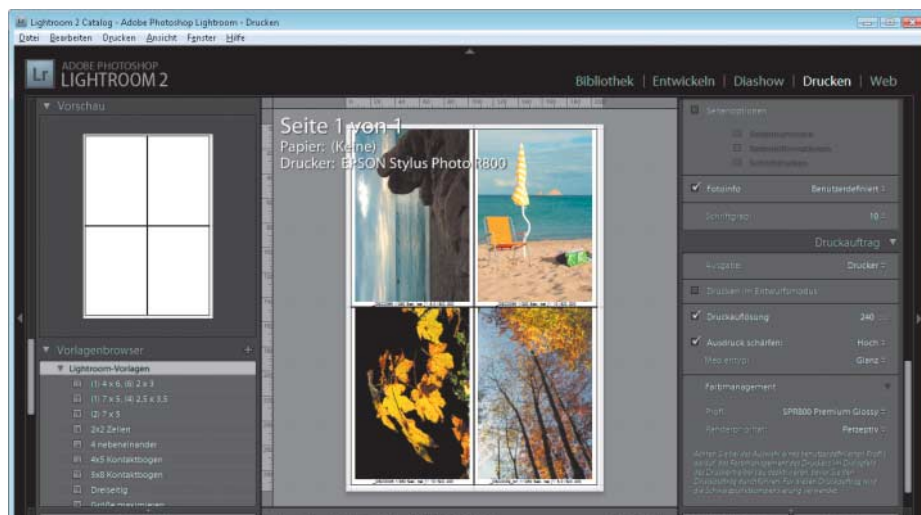 Lightroom 2 Catalog - Adobe Photoshop Lightroom - Drucken
Datei Bearbeiten Drucken Ansicht Fenster Hilfe
Lr ADOBE PHOTOSHOP
LIGHTROOM 2
Bibliothek | Entwickeln | Diashow | Drucken | Web
Vorschau
Seite 1 von 1
Papier: (Keine)
Drucker: EPSON Stylus Photo R800
Vorlagenbrowser +
Lightroom-Vorlagen
(1) 4 x 6, (6) 2 x 3
(1) 7 x 5, (4) 2,5 x 3,5
(2) 7 x 5
2x2 Zellen
4 nebeneinander
4x5 Kontaktbogen
5x8 Kontaktbogen
Dreiseitig
Größe maximieren
Seitenoptionen
Fotoinfo Benutzerdefiniert
Schriftgrad 10
Druckauftrag
Ausgabe: Drucker
Drucken im Entwurfsmodus
Druckauflösung 240
Ausdruck schärfen: Hoch
Medientyp: Glanz
Farbmanagement
Profil: SPR800 Premium Glossy
Renderpriorität: Perzeptiv